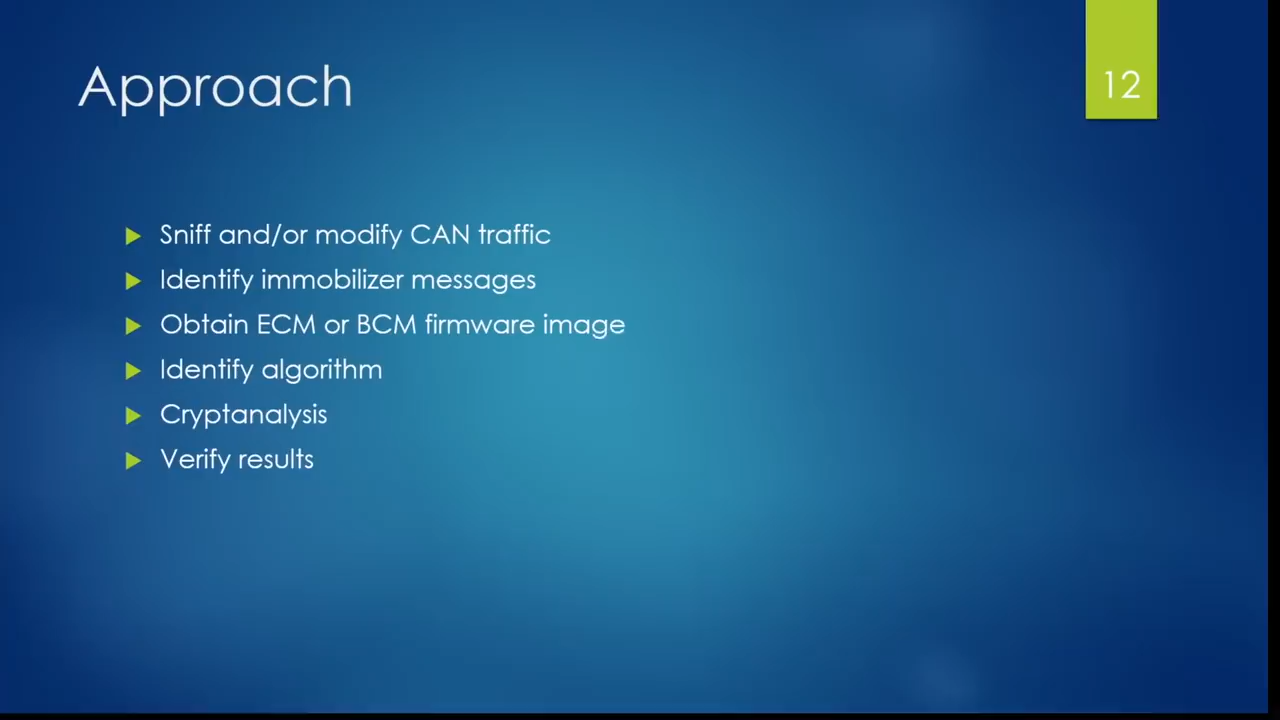 Approach
12
Sniff and/or modify CAN traffic
Identify immobilizer messages
Obtain ECM or BCM firmware image
Identify algorithm
Cryptanalysis
Verify results